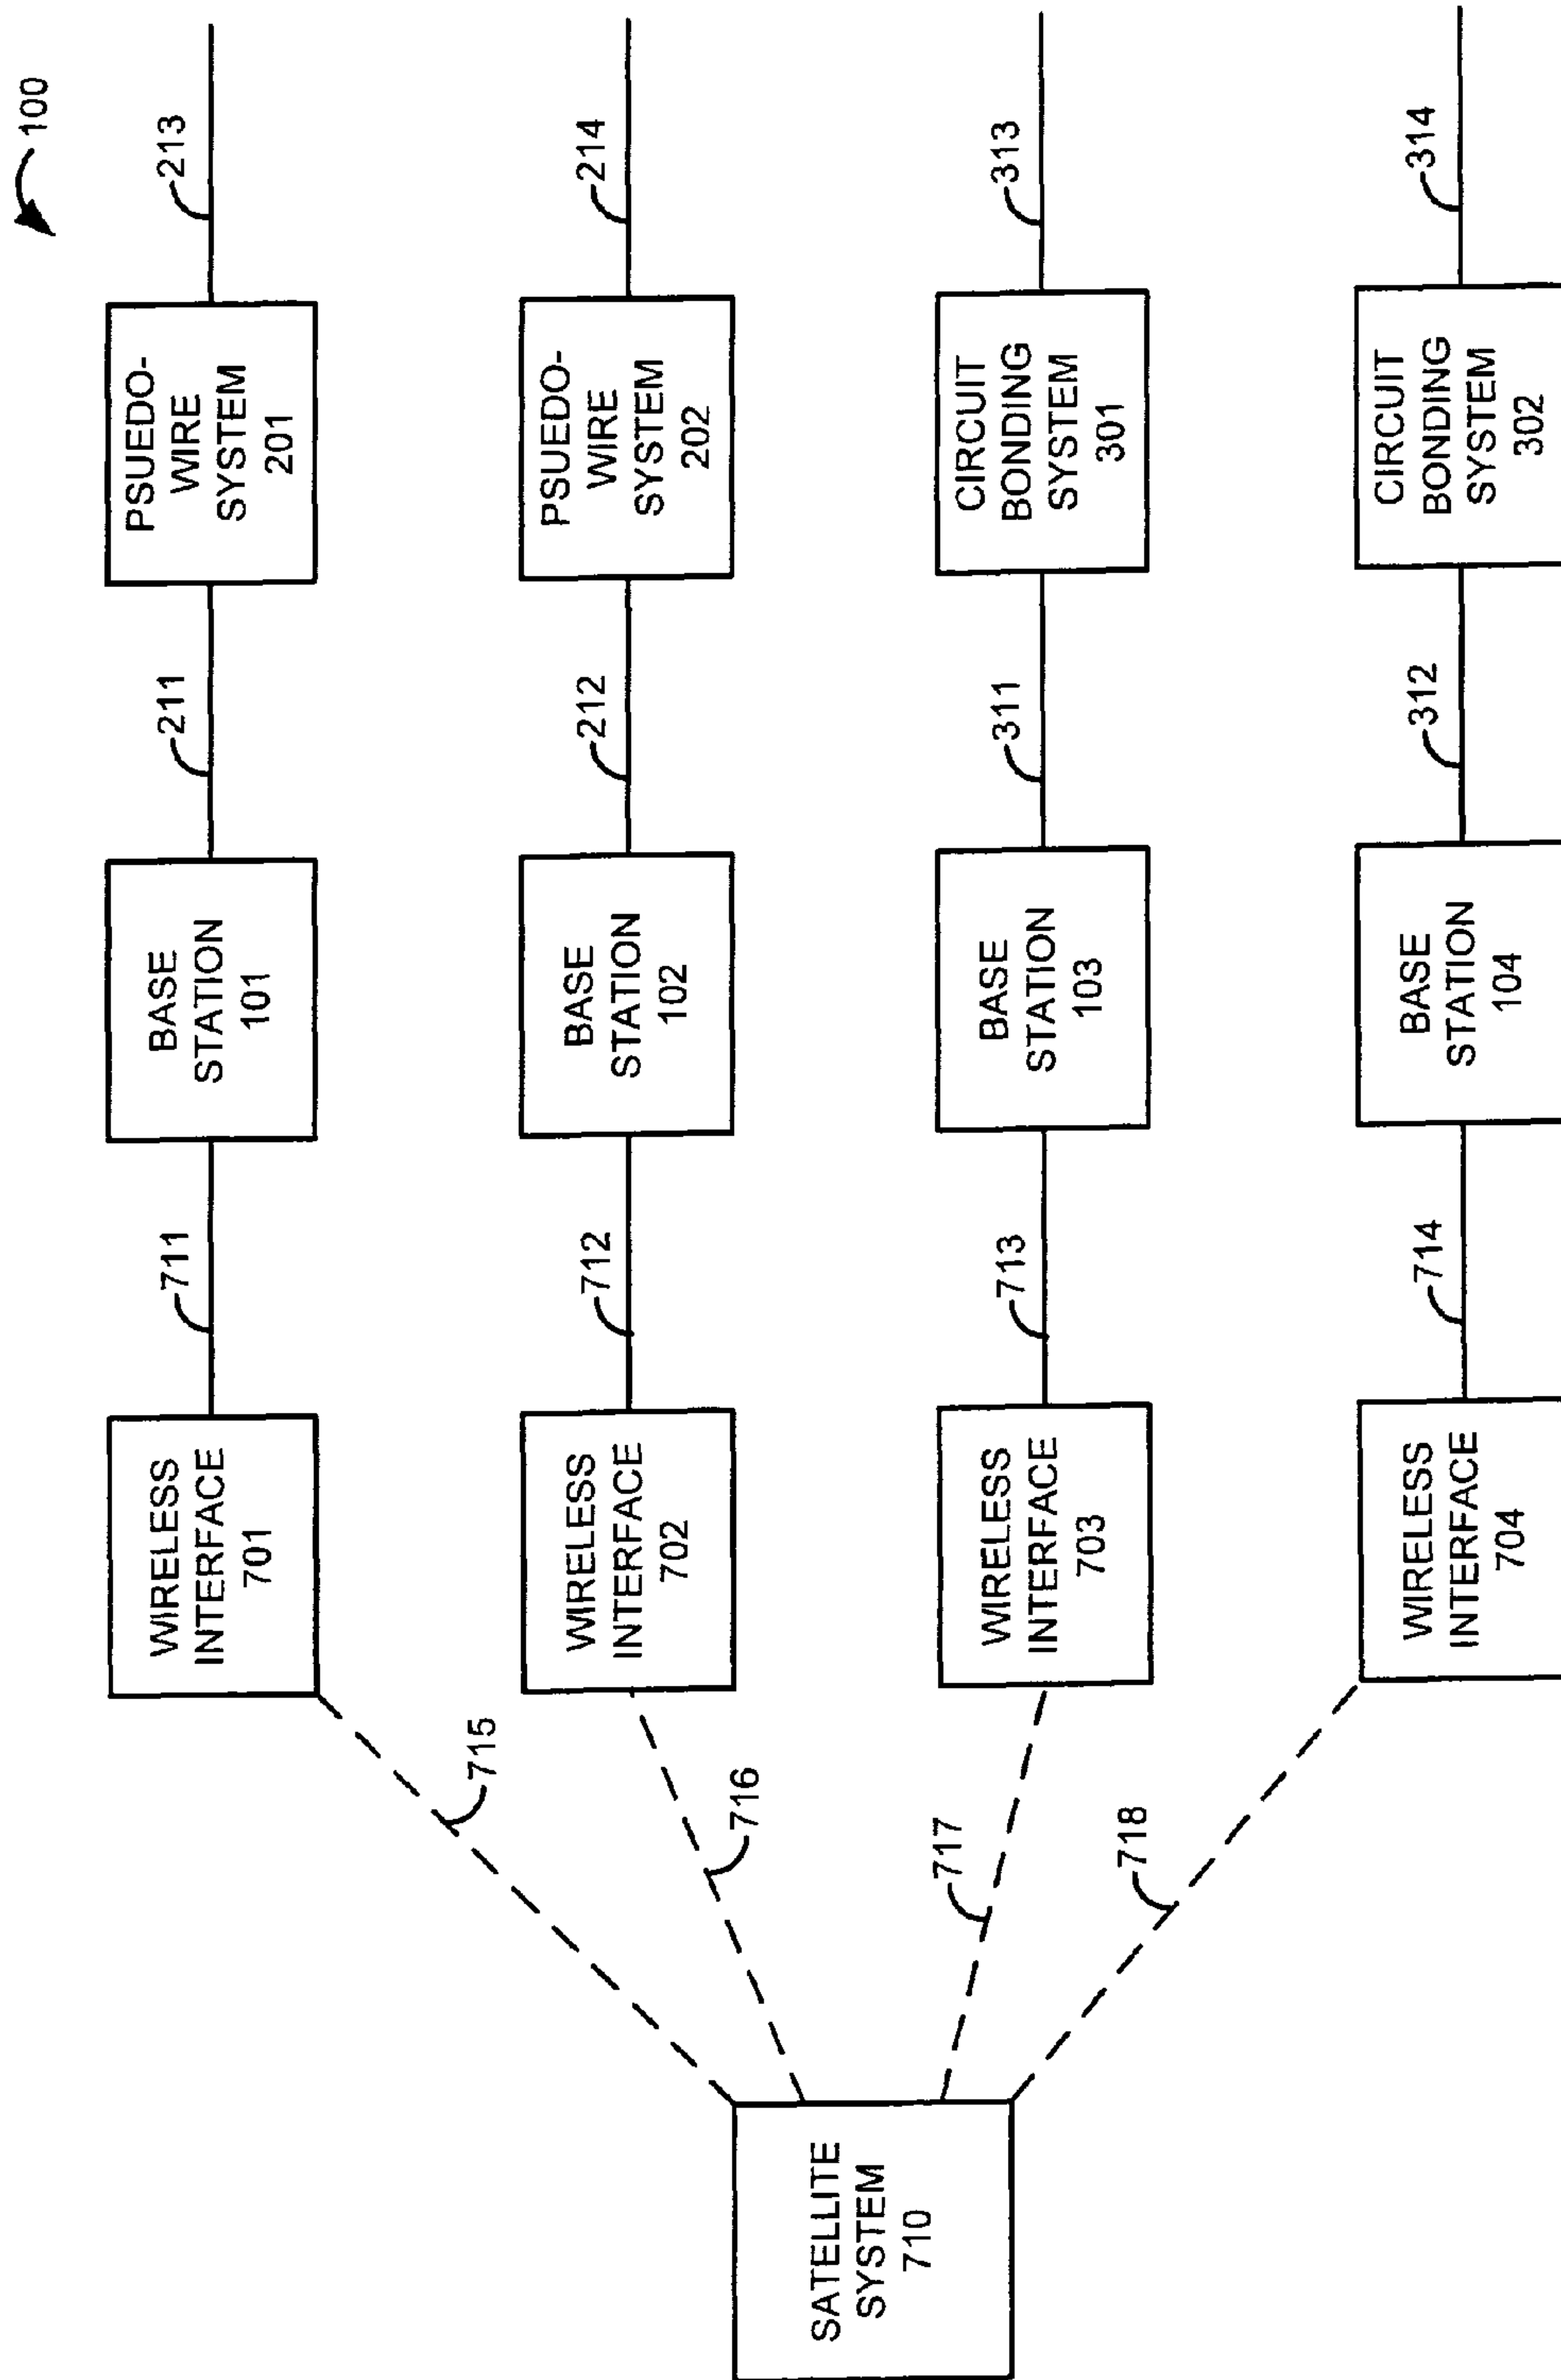 100
SATELLITE
SYSTEM
710
715
716
717
718
WIRELESS
INTERFACE
701
711
BASE
STATION
101
211
PSUEDO-
WIRE
SYSTEM
201
213
WIRELESS
INTERFACE
702
712
BASE
STATION
102
212
PSUEDO-
WIRE
SYSTEM
202
214
WIRELESS
INTERFACE
703
713
BASE
STATION
103
311
CIRCUIT
BONDING
SYSTEM
301
313
WIRELESS
INTERFACE
704
714
BASE
STATION
104
312
CIRCUIT
BONDING
SYSTEM
302
314